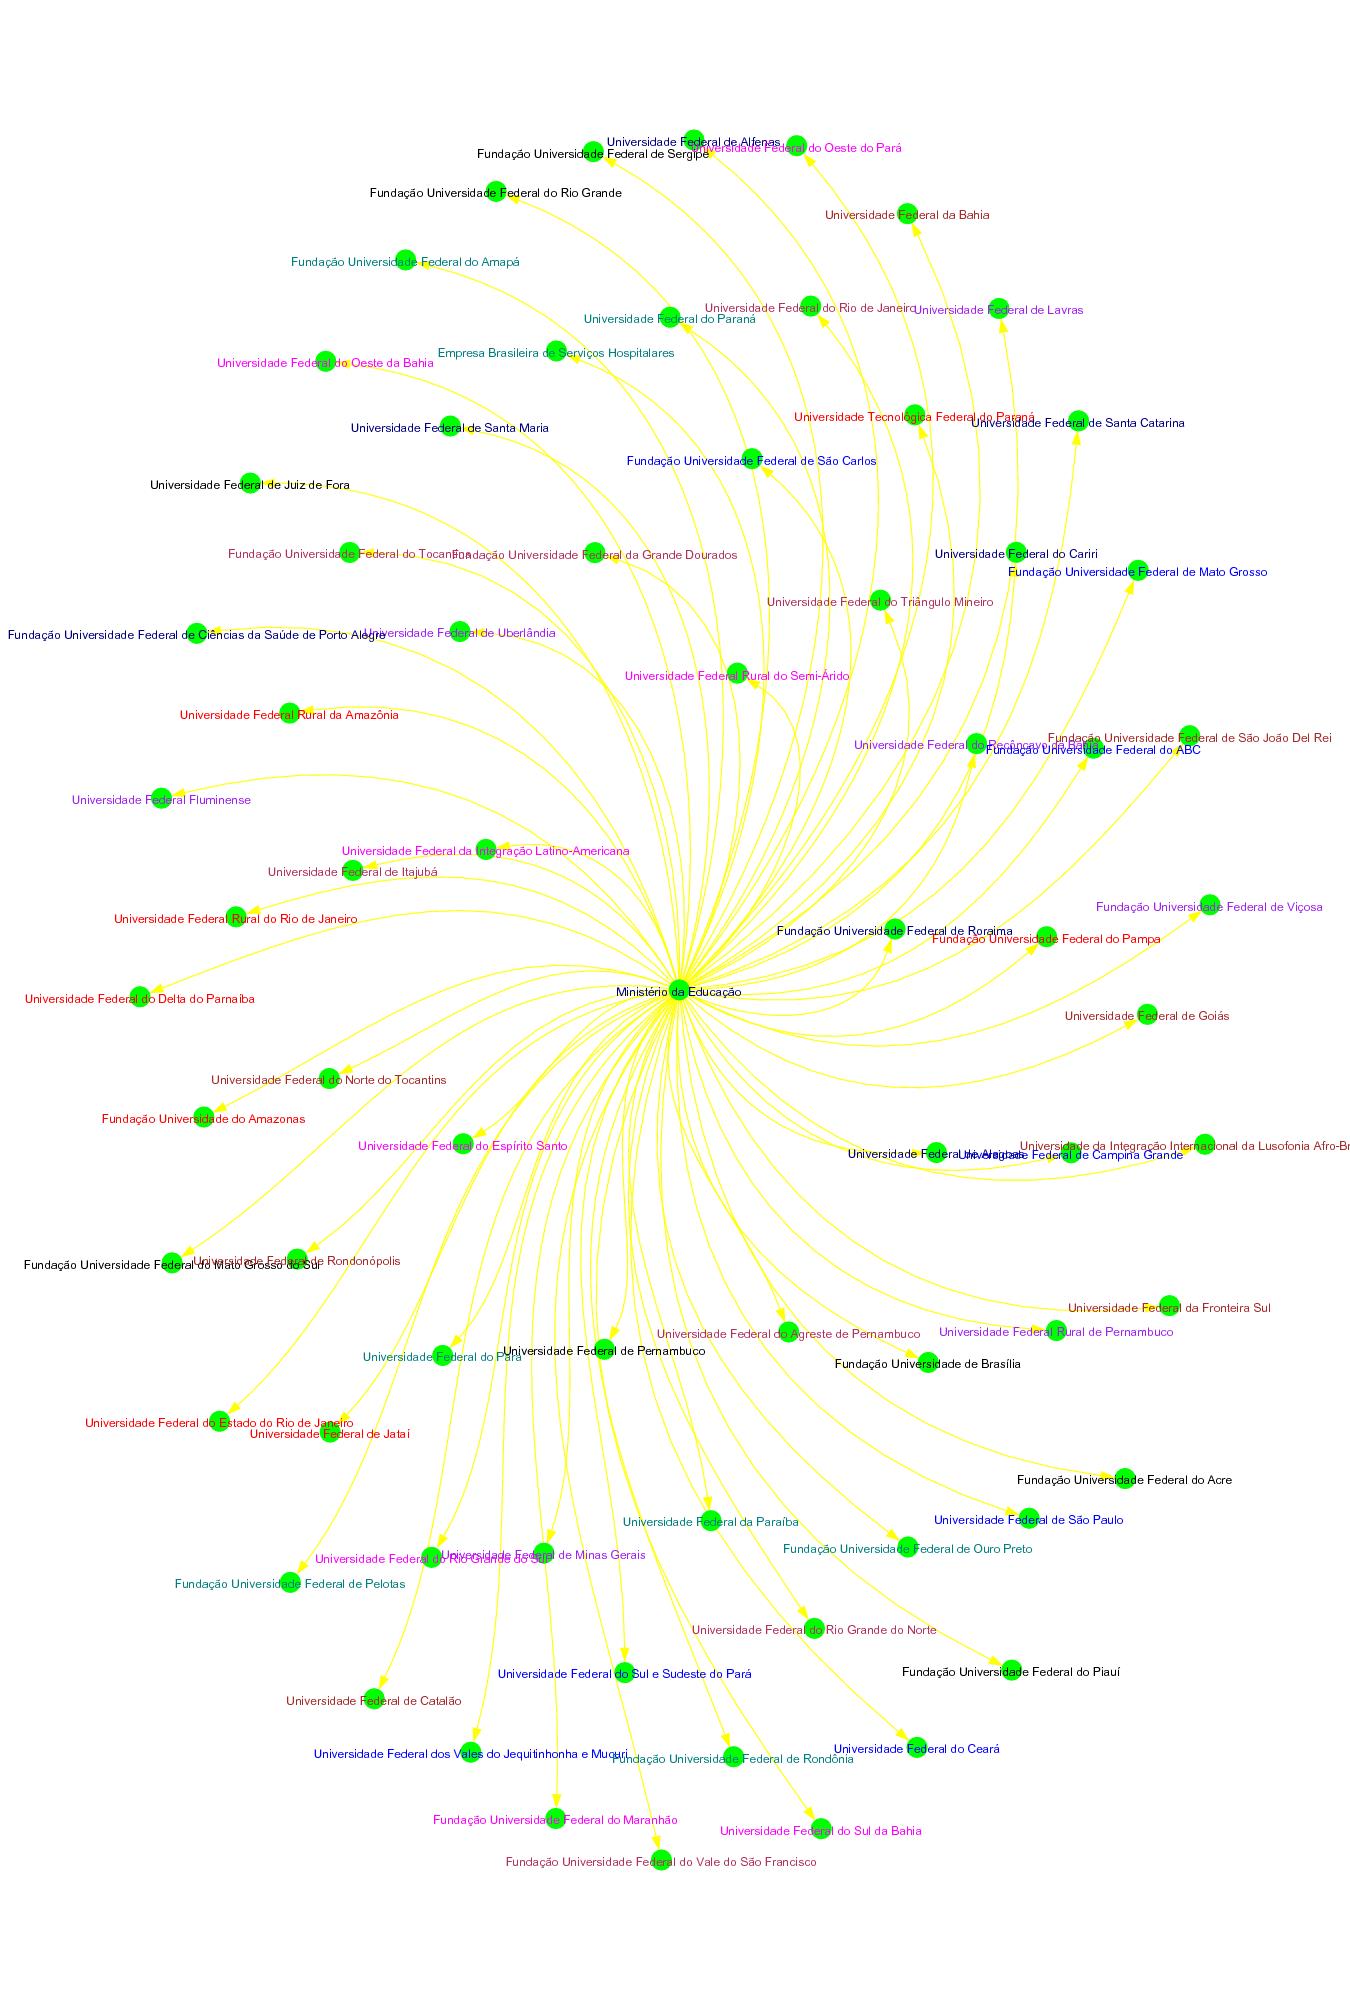 Universidade Federal de Alfenas
Universidade Federal do Oeste do Pará
Fundação Universidade Federal de Sergipe
Fundação Universidade Federal do Rio Grande
Universidade Federal da Bahia
Fundação Universidade Federal do Amapá
Universidade Federal do Rio de Janeiro
Universidade Federal de Lavras
Universidade Federal do Paraná
Empresa Brasileira de Serviços Hospitalares
Universidade Federal do Oeste da Bahia
Universidade Tecnológica Federal do Paraná
Universidade Federal de Santa Catarina
Universidade Federal de Santa Maria
Fundação Universidade Federal de São Carlos
Universidade Federal de Juiz de Fora
Fundação Universidade Federal do Tocantins
Fundação Universidade Federal da Grande Dourados
Universidade Federal do Cariri
Fundação Universidade Federal de Mato Grosso
Universidade Federal do Triângulo Mineiro
Fundação Universidade Federal de Ciências da Saúde de Porto Alegre
Universidade Federal de Uberlândia
Universidade Federal Rural do Semi-Árido
Universidade Federal Rural da Amazônia
Fundação Universidade Federal de São João Del Rei
Universidade Federal do Recôncavo da Bahia
Fundação Universidade Federal do ABC
Universidade Federal Fluminense
Universidade Federal da Integração Latino-Americana
Universidade Federal de Itajubá
Fundação Universidade Federal de Viçosa
Universidade Federal Rural do Rio de Janeiro
Fundação Universidade Federal de Roraima
Fundação Universidade Federal do Pampa
Ministério da Educação
Universidade Federal do Delta do Parnaíba
Universidade Federal de Goiás
Universidade Federal do Norte do Tocantins
Fundação Universidade do Amazonas
Universidade Federal do Espírito Santo
Universidade da Integração Internacional da Lusofonia Afro-Br
Universidade Federal de Alagoas
Universidade Federal de Campina Grande
Universidade Federal de Rondonópolis
Fundação Universidade Federal do Mato Grosso do Sul
Universidade Federal da Fronteira Sul
Universidade Federal Rural de Pernambuco
Universidade Federal do Agreste de Pernambuco
Universidade Federal de Pernambuco
Universidade Federal do Pará
Fundação Universidade de Brasília
Universidade Federal do Estado do Rio de Janeiro
Universidade Federal de Jataí
Fundação Universidade Federal do Acre
Universidade Federal de São Paulo
Universidade Federal da Paraíba
Fundação Universidade Federal de Ouro Preto
Universidade Federal de Minas Gerais
Universidade Federal do Rio Grande do Sul
Fundação Universidade Federal de Pelotas
Universidade Federal do Rio Grande do Norte
Fundação Universidade Federal do Piauí
Universidade Federal do Sul e Sudeste do Pará
Universidade Federal de Catalão
Universidade Federal do Ceará
Universidade Federal dos Vales do Jequitinhonha e Mucuri
Fundação Universidade Federal de Rondônia
Fundação Universidade Federal do Maranhão
Universidade Federal do Sul da Bahia
Fundação Universidade Federal do Vale do São Francisco